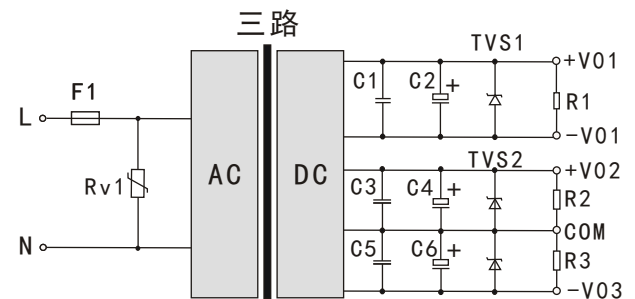 三路
TVS1
+V01
F1
C1
C2
+
R1
L
-V01
AC
DC
TVS2
+V02
Rv1
C3
C4
+
R2
COM
N
C5
C6
+
R3
-V03